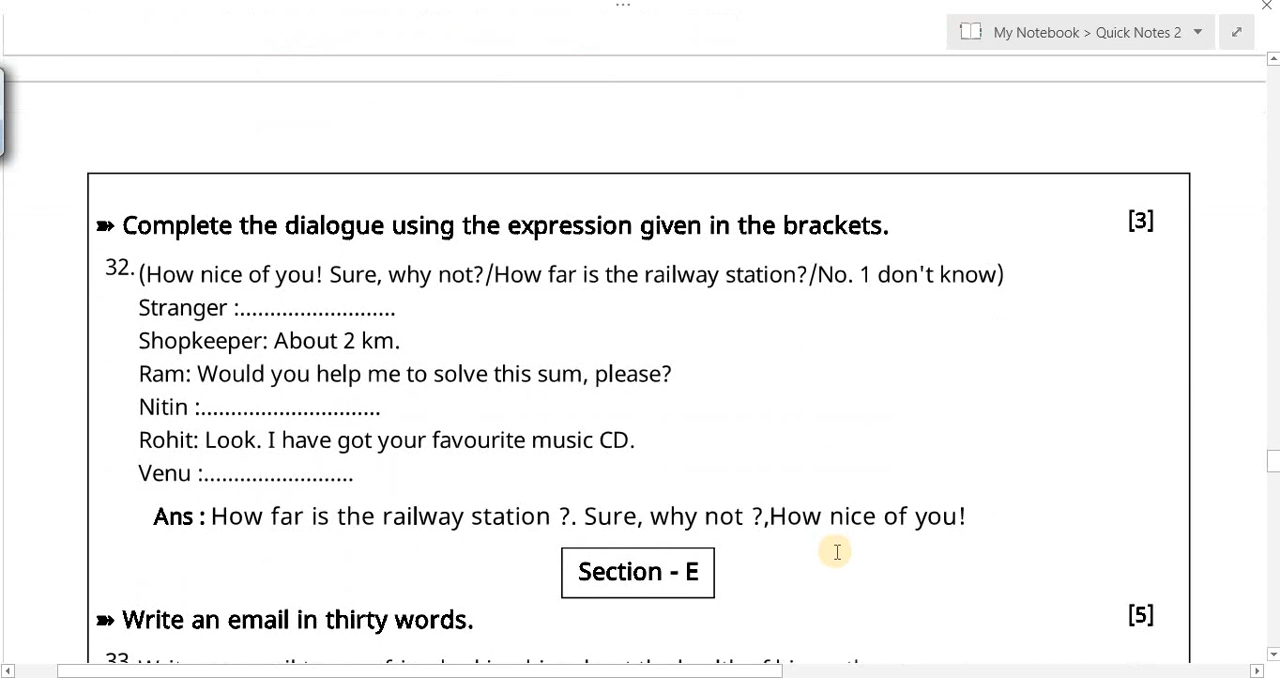 My Notebook > Quick Notes 2
➽ Complete the dialogue using the expression given in the brackets. [3]
32. (How nice of you! Sure, why not?/How far is the railway station?/No. 1 don't know)
Stranger :..........................
Shopkeeper: About 2 km.
Ram: Would you help me to solve this sum, please?
Nitin :..............................
Rohit: Look. I have got your favourite music CD.
Venu :.........................
Ans : How far is the railway station ?. Sure, why not ?,How nice of you!
Section - E
➽ Write an email in thirty words. [5]
33